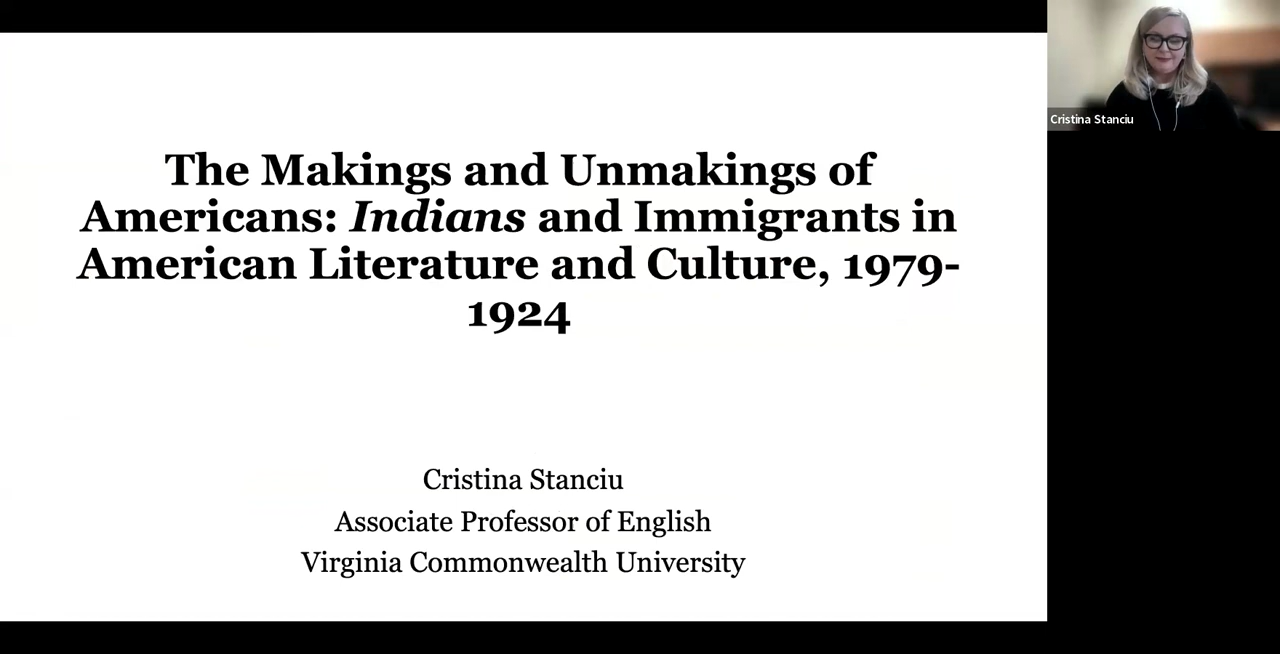 The Makings and Unmakings of
Americans: Indians and Immigrants in
American Literature and Culture, 1979-
1924
Cristina Stanciu
Associate Professor of English
Virginia Commonwealth University
Cristina Stanciu